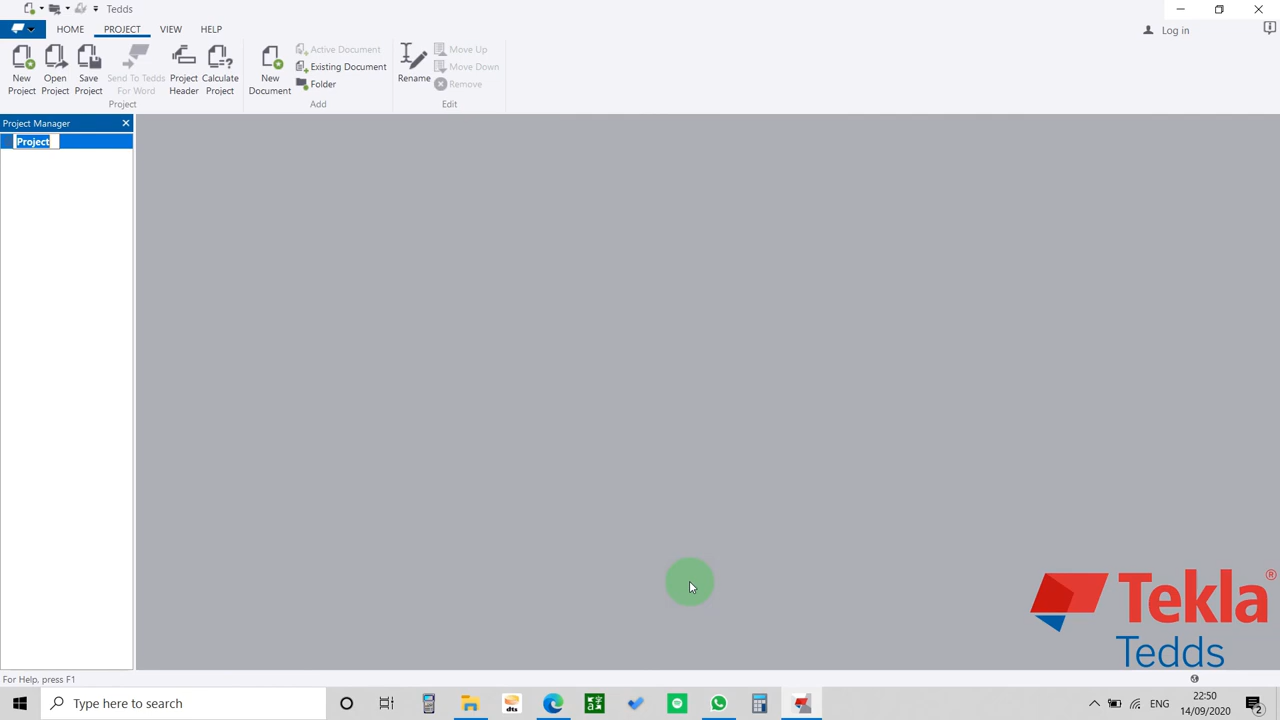 Tedds
HOME PROJECT VIEW HELP
Log in
New Project
Open Project
Save Project
Send To Tedds For Word
Project Header
Calculate Project
Project
New Document
Active Document
Existing Document
Folder
Add
Rename
Move Up
Move Down
Remove
Edit
Project Manager
Project
Tekla®
Tedds
For Help, press F1
Type here to search
dts
ENG
22:50
14/09/2020
2